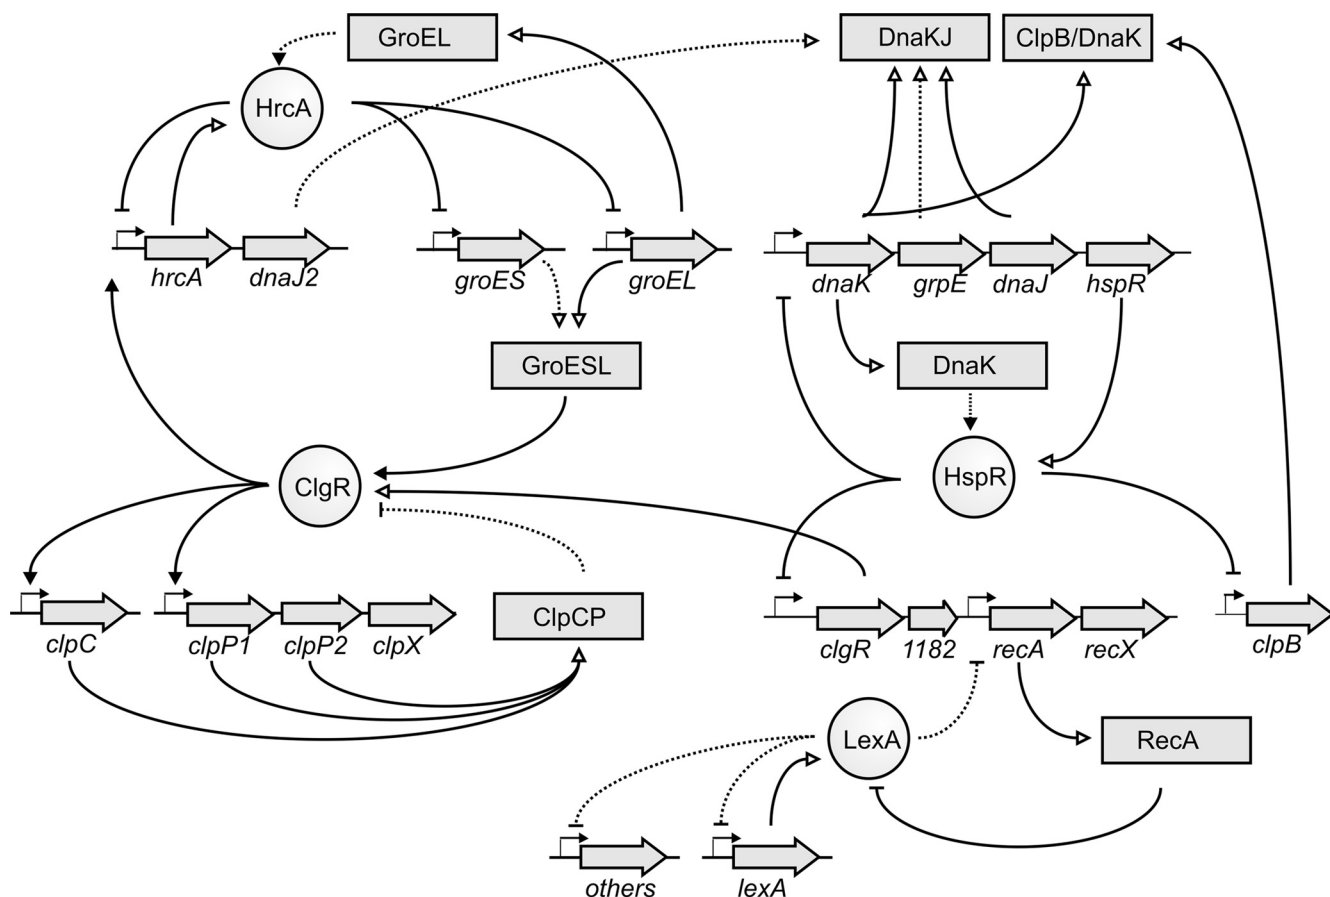 GroEL
DnaKJ
ClpB/DnaK
HrcA
hrcA
dnaJ2
groES
groEL
dnaK
grpE
dnaJ
hspR
GroESL
DnaK
ClgR
HspR
clpC
clpP1
clpP2
clpX
ClpCP
clgR
1182
recA
recX
clpB
LexA
RecA
others
lexA